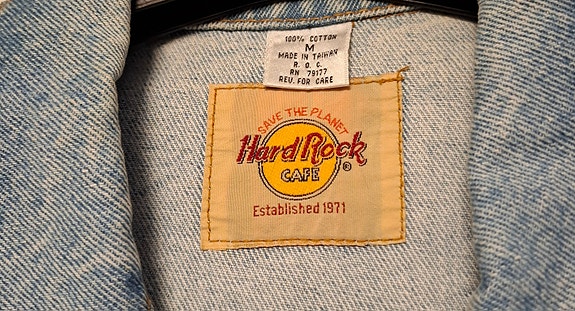 100% COTTON
M
MADE IN TAIWAN
R. O. C.
RN 79177
REV. FOR CARE
SAVE THE PLANET
Hard Rock
CAFE ®
Established 1971